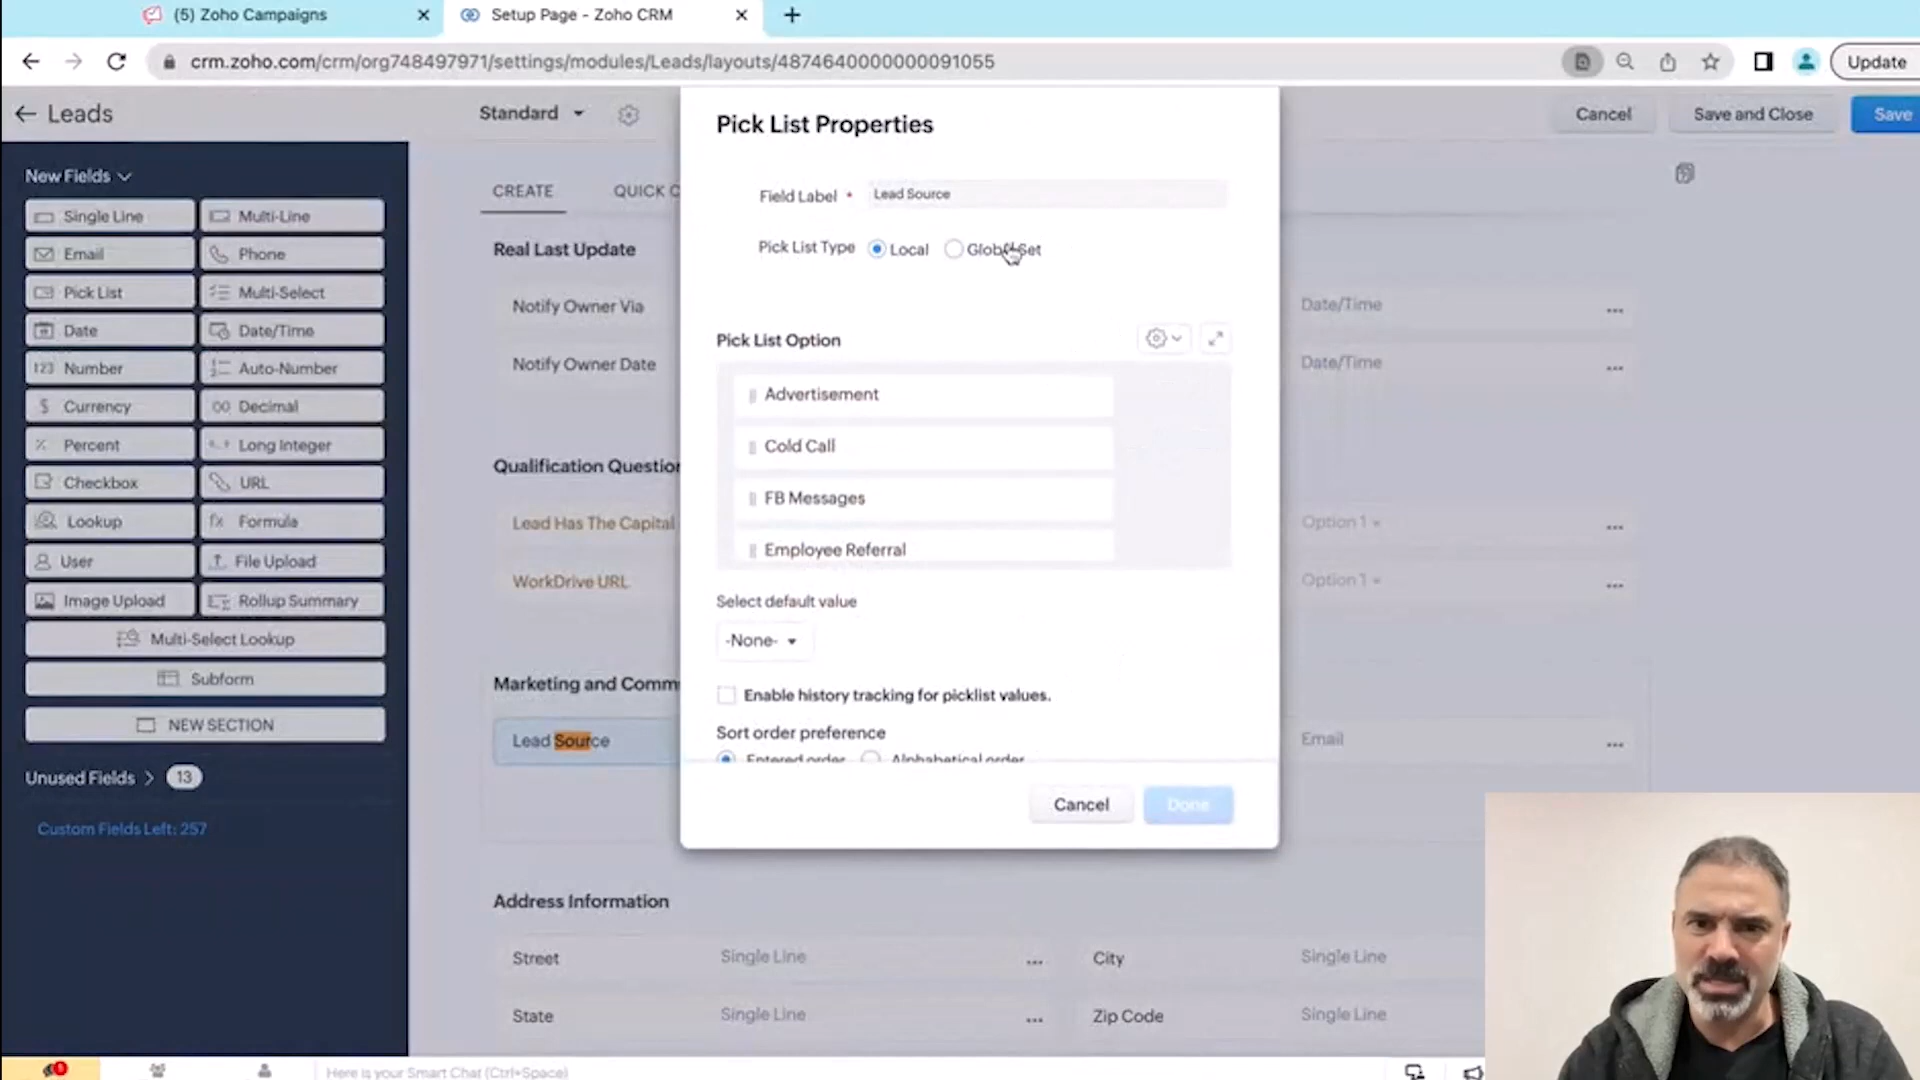 (5) Zoho Campaigns
Setup Page - Zoho CRM
crm.zoho.com/crm/org748497971/settings/modules/Leads/layouts/4874640000000091055
Update
Leads
Standard
Cancel
Save and Close
Save
New Fields
Single Line
Multi-Line
Email
Phone
Pick List
Multi-Select
Date
Date/Time
Number
Auto-Number
Currency
Decimal
Percent
Long Integer
Checkbox
URL
Lookup
Formula
User
File Upload
Image Upload
Rollup Summary
Multi-Select Lookup
Subform
NEW SECTION
Unused Fields
13
Custom Fields Left: 257
CREATE
QUICK C
Real Last Update
Notify Owner Via
Date/Time
Notify Owner Date
Date/Time
Qualification Question
Lead Has The Capital
Option 1
WorkDrive URL
Option 1
Marketing and Comm
Lead Source
Email
Address Information
Street
Single Line
City
Single Line
State
Single Line
Zip Code
Single Line
Pick List Properties
Field Label
Lead Source
Pick List Type
Local
Global Set
Pick List Option
Advertisement
Cold Call
FB Messages
Employee Referral
Select default value
-None-
Enable history tracking for picklist values.
Sort order preference
Entered order
Alphabetical order
Cancel
Done
Here is your Smart Chat (Ctrl+Space)